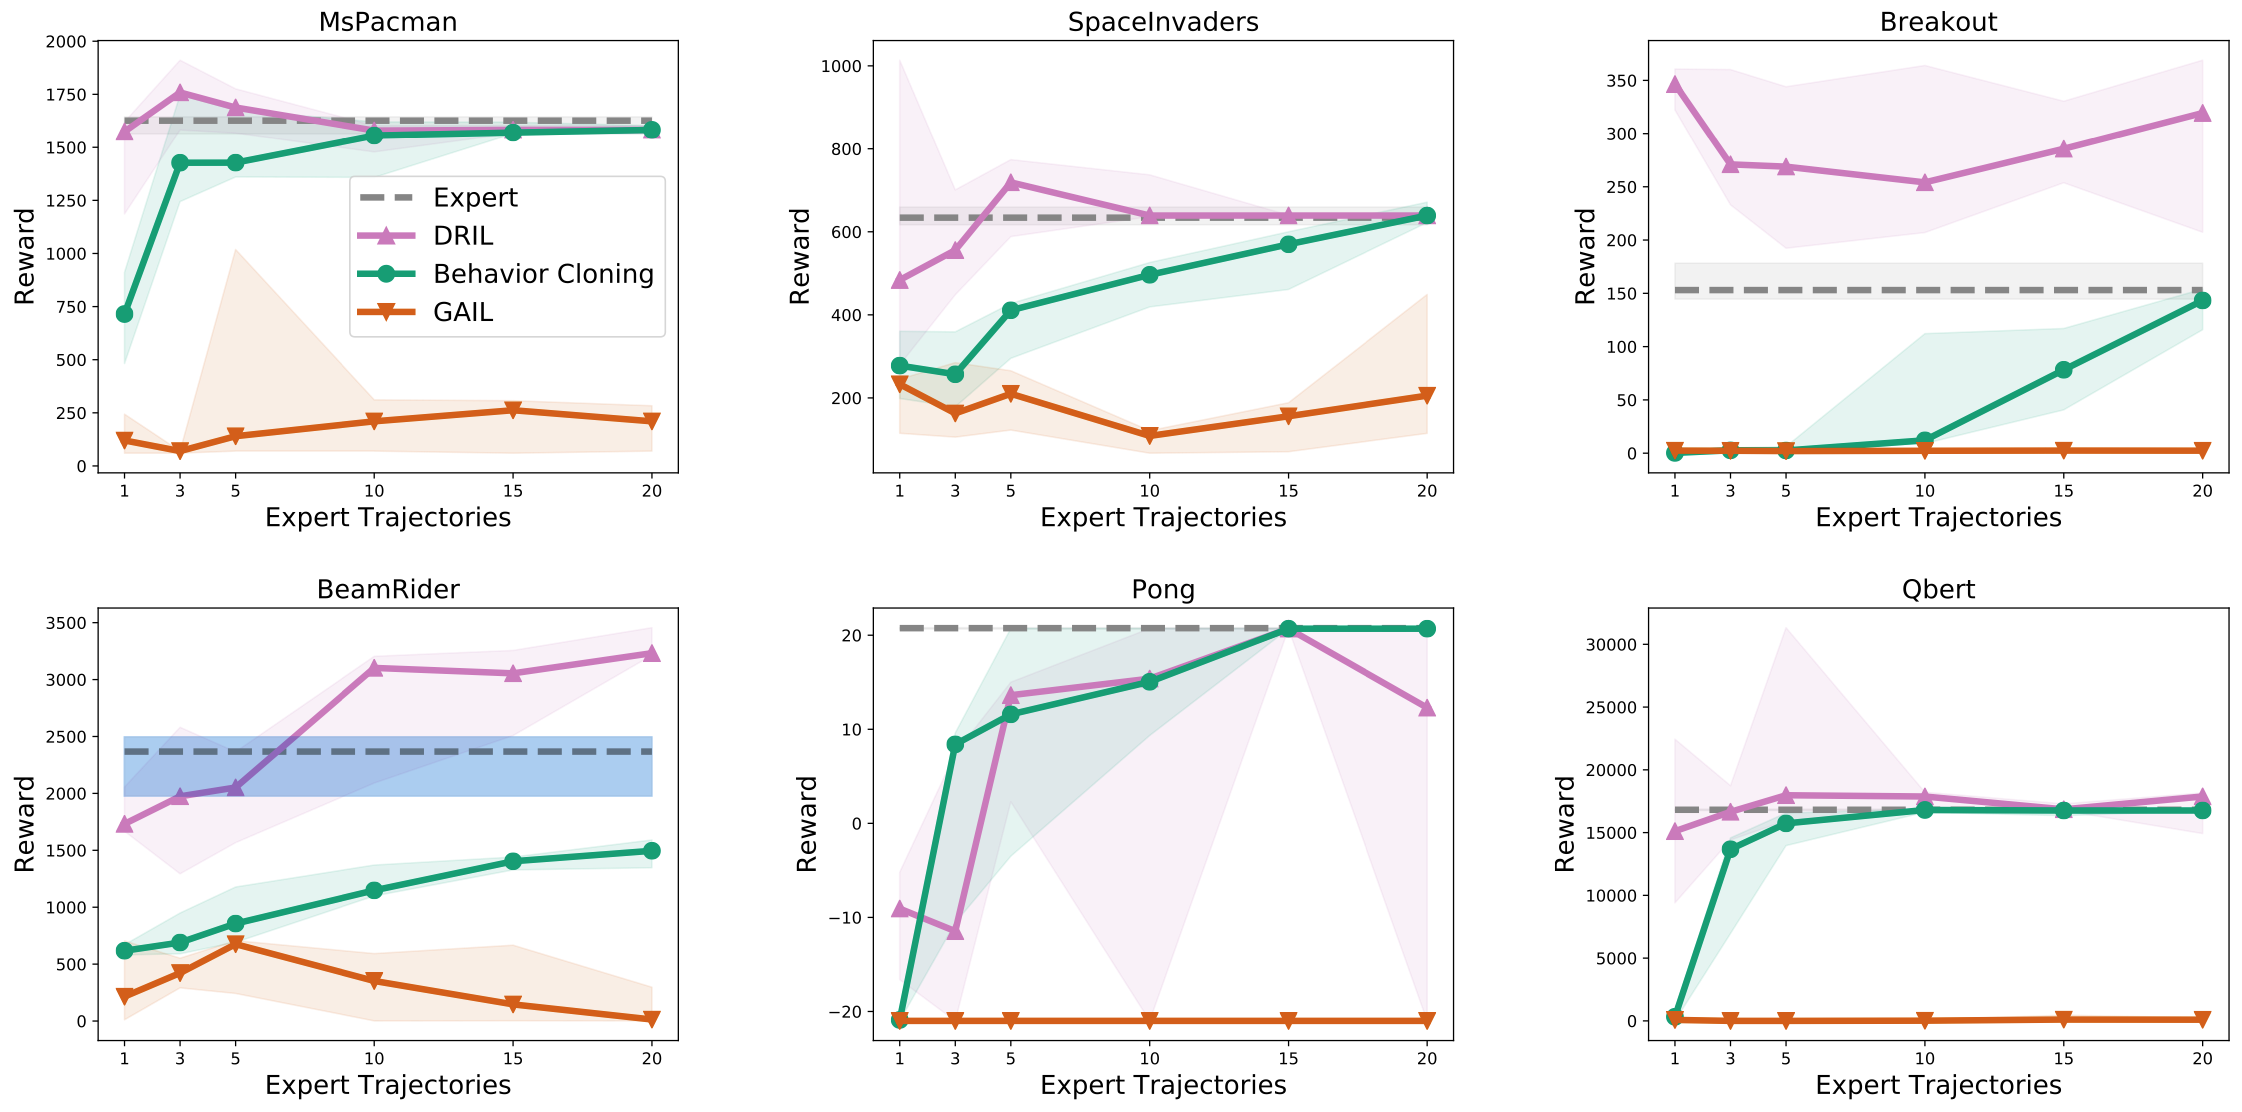 MsPacman
2000
1750
1500
1250
1000
750
500
250
0
Reward
1 3 5 10 15 20
Expert Trajectories
Expert
DRIL
Behavior Cloning
GAIL
SpaceInvaders
1000
800
600
400
200
Reward
1 3 5 10 15 20
Expert Trajectories
Breakout
350
300
250
200
150
100
50
0
Reward
1 3 5 10 15 20
Expert Trajectories
BeamRider
3500
3000
2500
2000
1500
1000
500
0
Reward
1 3 5 10 15 20
Expert Trajectories
Pong
20
10
0
−10
−20
Reward
1 3 5 10 15 20
Expert Trajectories
Qbert
30000
25000
20000
15000
10000
5000
0
Reward
1 3 5 10 15 20
Expert Trajectories